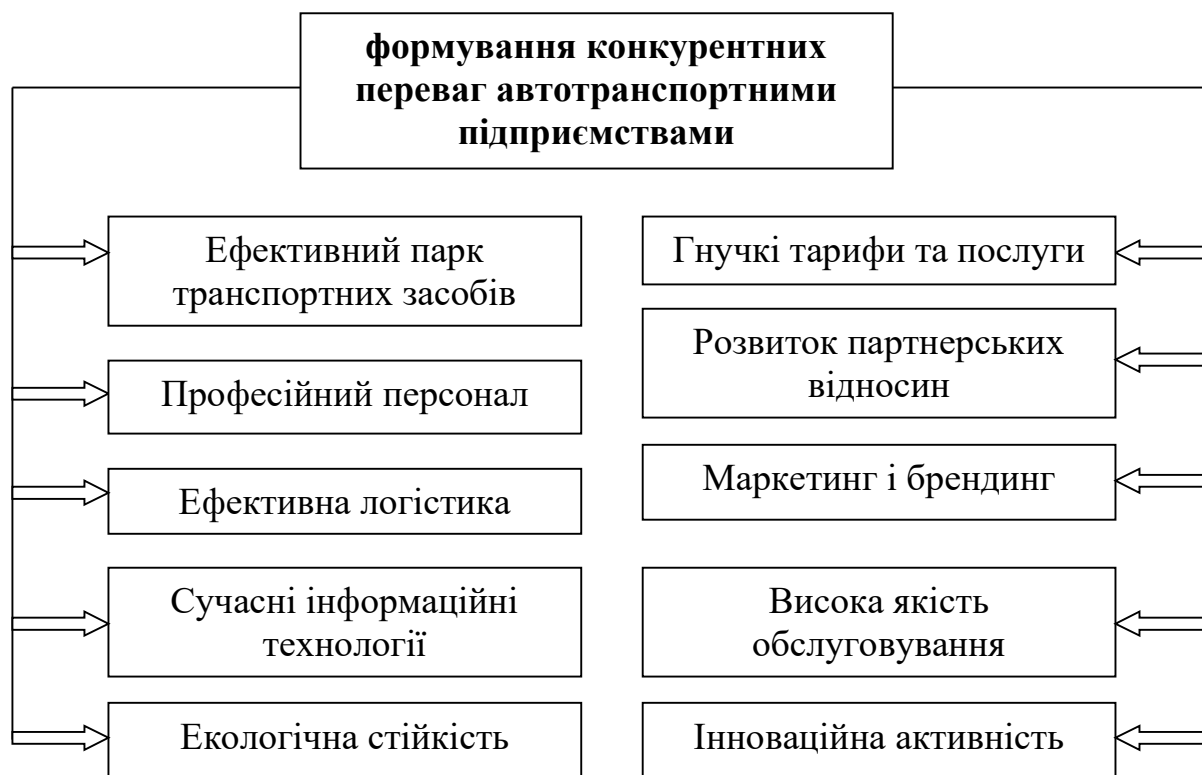 формування конкурентних
переваг автотранспортними
підприємствами
Ефективний парк
транспортних засобів
Професійний персонал
Ефективна логістика
Сучасні інформаційні
технології
Екологічна стійкість
Гнучкі тарифи та послуги
Розвиток партнерських
відносин
Маркетинг і брендинг
Висока якість
обслуговування
Інноваційна активність